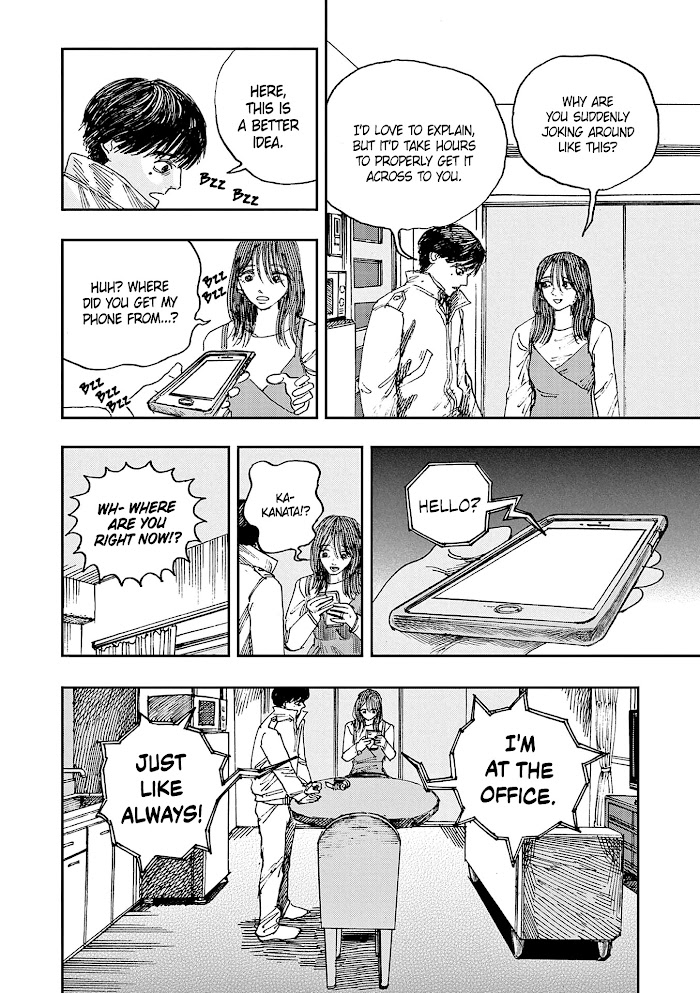 WHY ARE
YOU SUDDENLY
JOKING AROUND
LIKE THIS?
I'D LOVE TO EXPLAIN,
BUT IT'D TAKE HOURS
TO PROPERLY GET IT
ACROSS TO YOU.
HERE,
THIS IS
A BETTER
IDEA.
BZZ
BZZ
BZZ
BZZ
HUH? WHERE
DID YOU GET MY
PHONE FROM...?
BZZ
BZZ
BZZ
HELLO?
KA-
KANATA!?
WH- WHERE
ARE YOU
RIGHT NOW!?
I'M
AT THE
OFFICE.
JUST
LIKE
ALWAYS!